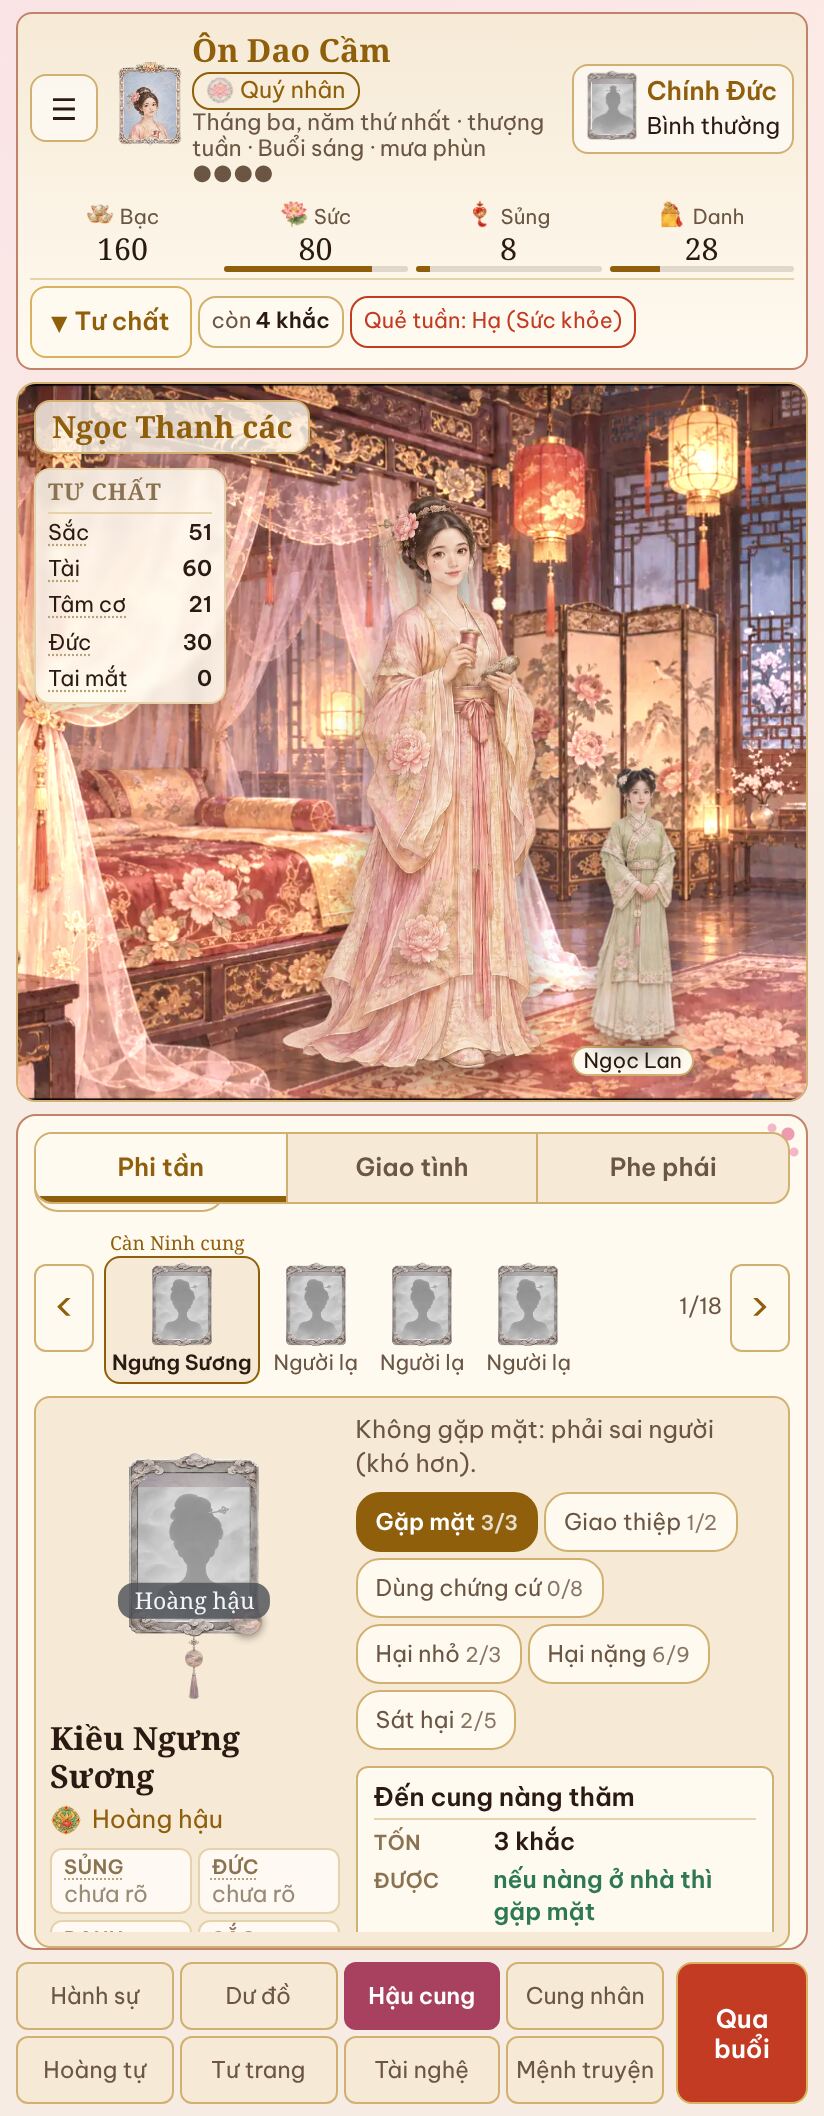 Ôn Dao Cầm
Quý nhân
Tháng ba, năm thứ nhất · thượng
tuần · Buổi sáng · mưa phùn
Chính Đức
Bình thường
Bạc
160
Sức
80
Sủng
8
Danh
28
▼ Tư chất
còn 4 khắc
Quẻ tuần: Hạ (Sức khỏe)
Ngọc Thanh các
TƯ CHẤT
Sắc 51
Tài 60
Tâm cơ 21
Đức 30
Tai mắt 0
Ngọc Lan
Phi tần
Giao tình
Phe phái
Càn Ninh cung
Ngưng Sương
Người lạ
Người lạ
Người lạ
1/18
Không gặp mặt: phải sai người
(khó hơn).
Gặp mặt 3/3
Giao thiệp 1/2
Dùng chứng cứ 0/8
Hại nhỏ 2/3
Hại nặng 6/9
Sát hại 2/5
Hoàng hậu
Kiều Ngưng
Sương
Hoàng hậu
SỦNG
chưa rõ
ĐỨC
chưa rõ
Đến cung nàng thăm
TỐN 3 khắc
ĐƯỢC nếu nàng ở nhà thì
gặp mặt
Hành sự
Dư đồ
Hậu cung
Cung nhân
Qua
buổi
Hoàng tự
Tư trang
Tài nghệ
Mệnh truyện